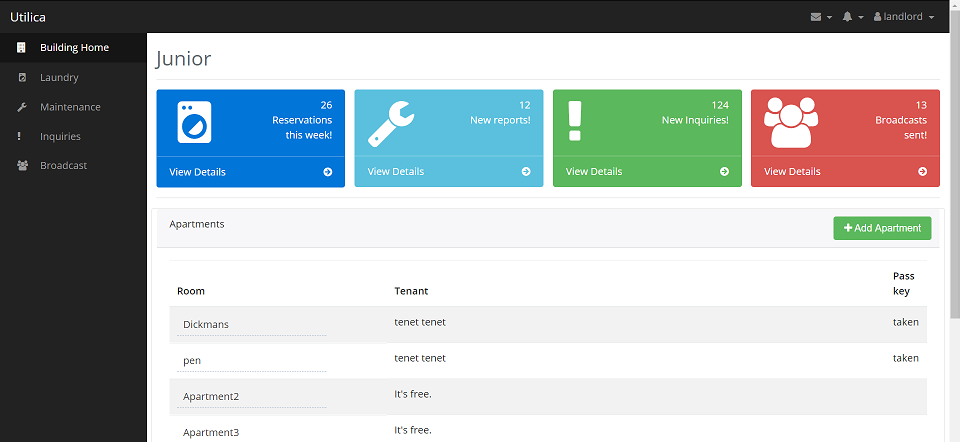 Utilica
landlord
Building Home
Laundry
Maintenance
Inquiries
Broadcast
Junior
26
Reservations
this week!
View Details
12
New reports!
View Details
124
New Inquiries!
View Details
13
Broadcasts
sent!
View Details
Apartments
Add Apartment
Room Tenant Pass
key
Dickmans tenet tenet taken
pen tenet tenet taken
Apartment2 It's free.
Apartment3 It's free.